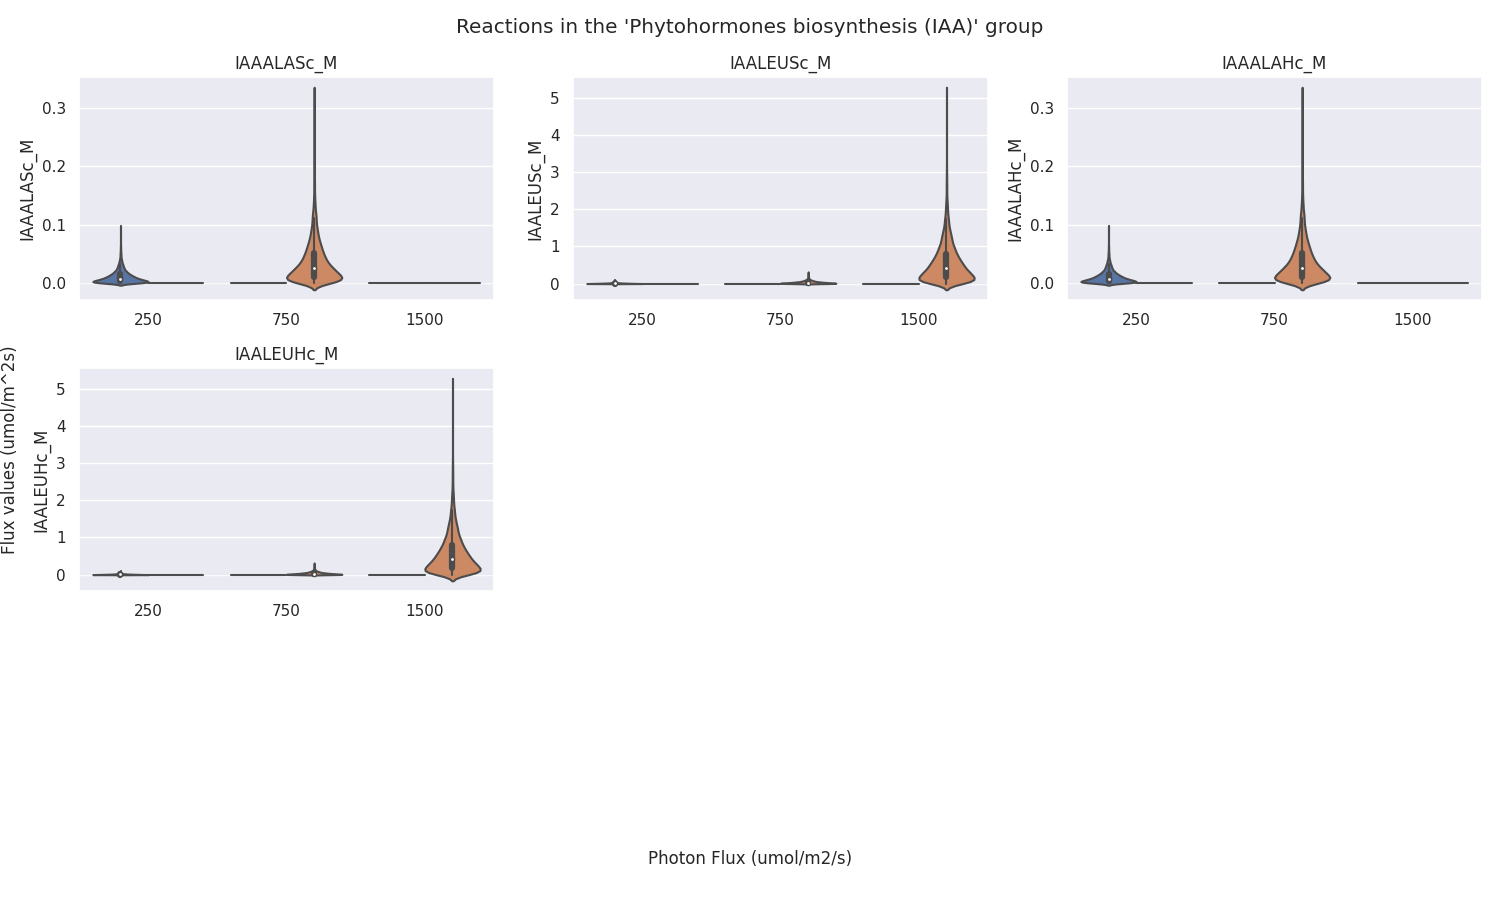 Reactions in the 'Phytohormones biosynthesis (IAA)' group
IAAALASc_M
IAAALASc_M
0.3
0.2
0.1
0.0
250 750 1500
IAALEUSc_M
IAALEUSc_M
5
4
3
2
1
0
250 750 1500
IAAALAHc_M
IAAALAHc_M
0.3
0.2
0.1
0.0
250 750 1500
IAALEUHc_M
Flux values (umol/m^2s)
IAALEUHc_M
5
4
3
2
1
0
250 750 1500
Photon Flux (umol/m2/s)